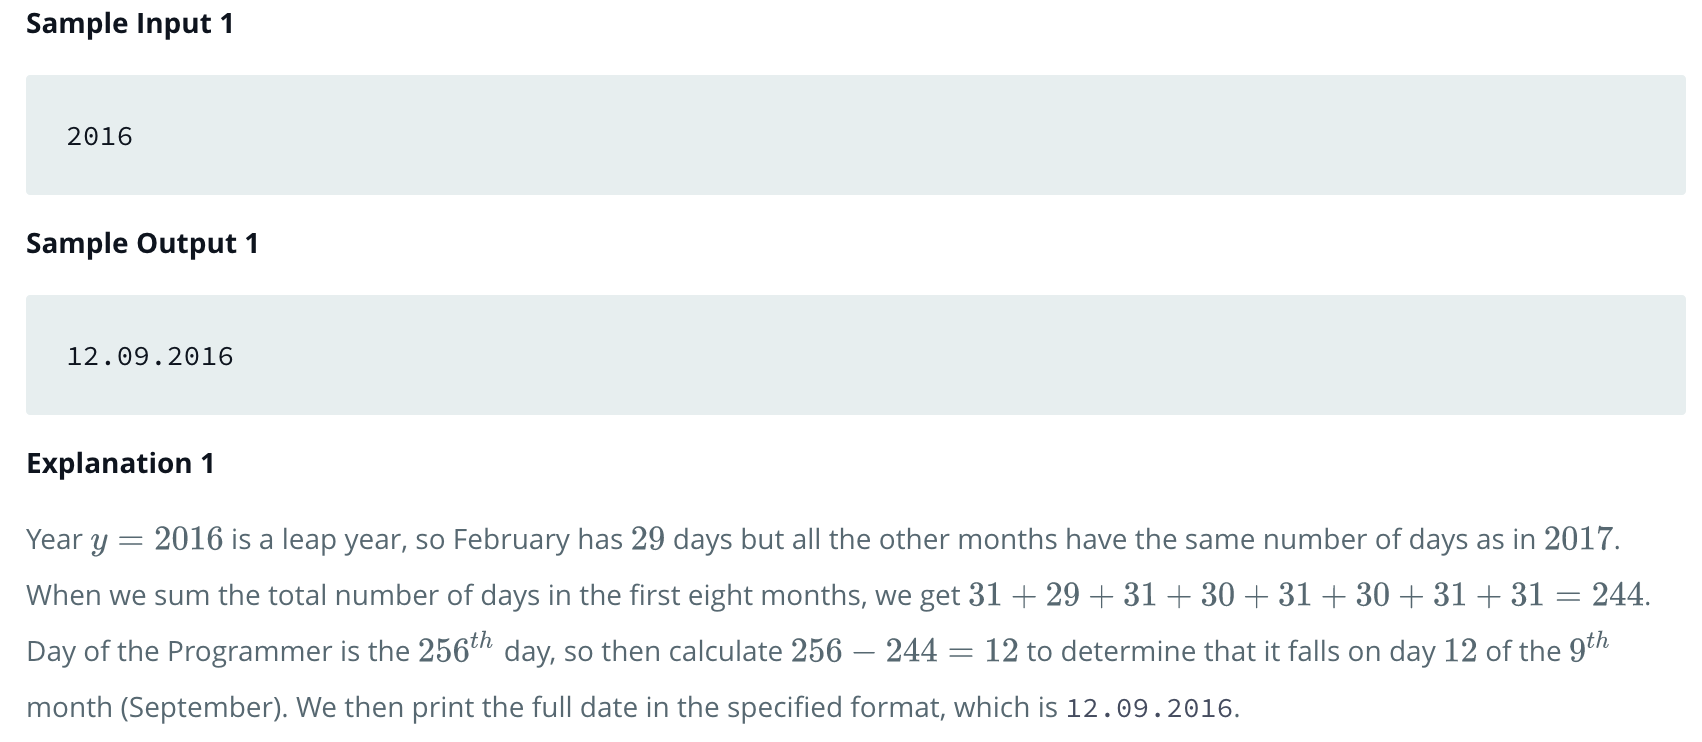 Sample Input 1
2016
Sample Output 1
12.09.2016
Explanation 1
Year y = 2016 is a leap year, so February has 29 days but all the other months have the same number of days as in 2017.
When we sum the total number of days in the first eight months, we get 31 + 29 + 31 + 30 + 31 + 30 + 31 + 31 = 244.
Day of the Programmer is the 256th day, so then calculate 256 − 244 = 12 to determine that it falls on day 12 of the 9th
month (September). We then print the full date in the specified format, which is 12.09.2016.